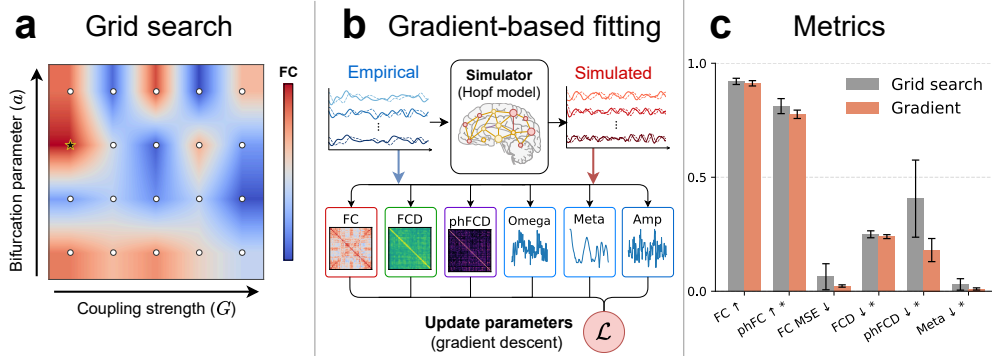 a Grid search
FC
Bifurcation parameter (a)
Coupling strength (G)
b Gradient-based fitting
Empirical
Simulator
(Hopf model)
Simulated
FC
FCD
phFCD
Omega
Meta
Amp
Update parameters
(gradient descent)
ℒ
c Metrics
1.0
0.5
0.0
Grid search
Gradient
FC ↑
phFC ↑ *
FC MSE ↓
FCD ↓ *
phFCD ↓ *
Meta ↓ *